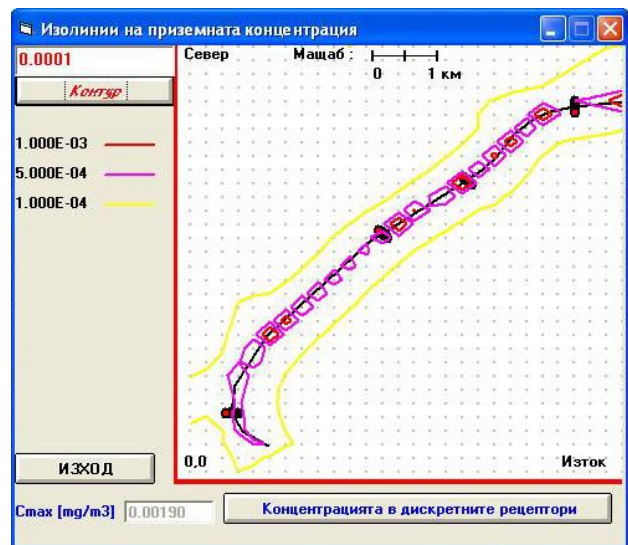 Изолинии на приземната концентрация
0.0001
Контур
1.000E-03
5.000E-04
1.000E-04
Север Мащаб :
0 1 км
0,0 Изток
ИЗХОД
Cmax [mg/m3] 0.00190
Концентрацията в дискретните рецептори